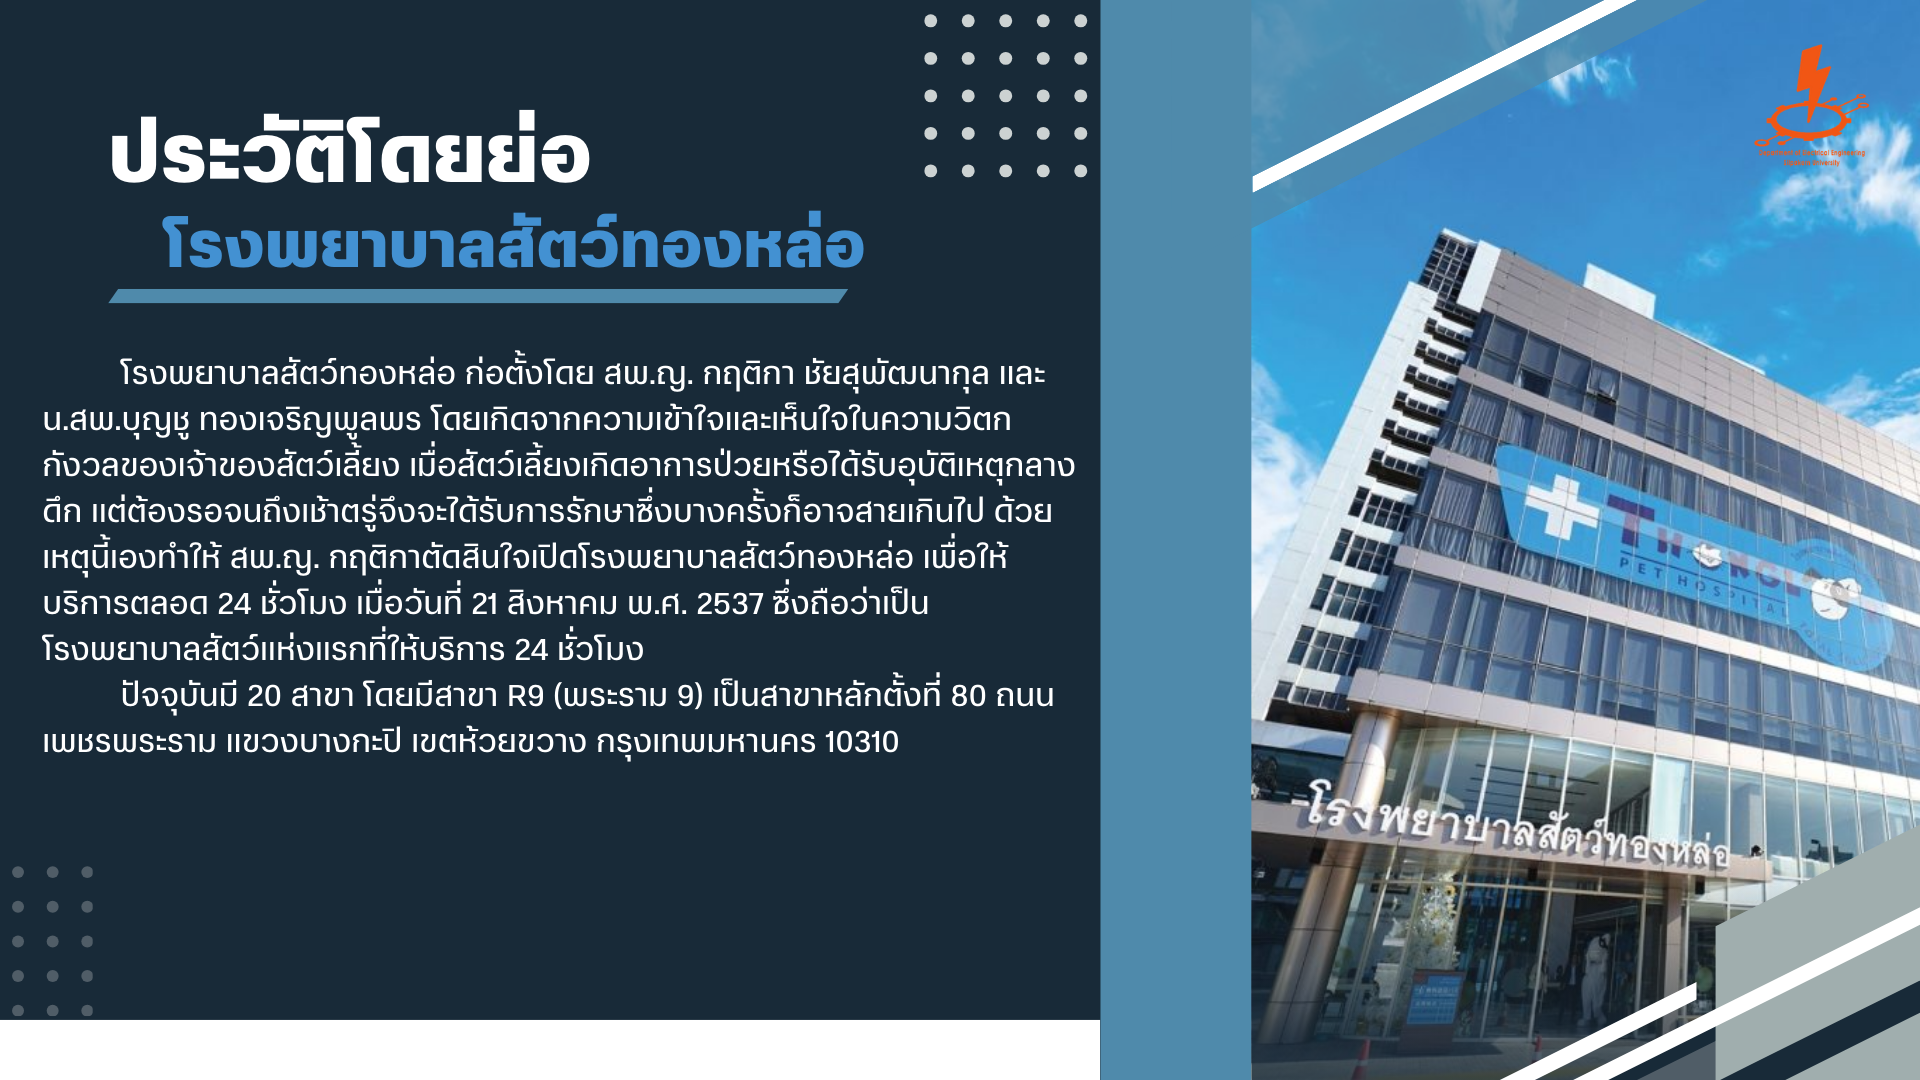 ประวัติโดยย่อ
โรงพยาบาลสัตว์ทองหล่อ
โรงพยาบาลสัตว์ทองหล่อ ก่อตั้งโดย สพ.ญ. กฤติกา ชัยสุพัฒนากุล และ
น.สพ.บุญชู ทองเจริญพูลพร โดยเกิดจากความเข้าใจและเห็นใจในความวิตก
กังวลของเจ้าของสัตว์เลี้ยง เมื่อสัตว์เลี้ยงเกิดอาการป่วยหรือได้รับอุบัติเหตุกลาง
ดึก แต่ต้องรอจนถึงเช้าตรู่จึงจะได้รับการรักษาซึ่งบางครั้งก็อาจสายเกินไป ด้วย
เหตุนี้เองทำให้ สพ.ญ. กฤติกาตัดสินใจเปิดโรงพยาบาลสัตว์ทองหล่อ เพื่อให้
บริการตลอด 24 ชั่วโมง เมื่อวันที่ 21 สิงหาคม พ.ศ. 2537 ซึ่งถือว่าเป็น
โรงพยาบาลสัตว์แห่งแรกที่ให้บริการ 24 ชั่วโมง
ปัจจุบันมี 20 สาขา โดยมีสาขา R9 (พระราม 9) เป็นสาขาหลักตั้งที่ 80 ถนน
เพชรพระราม แขวงบางกะปิ เขตห้วยขวาง กรุงเทพมหานคร 10310
PET HOSPITAL
โรงพยาบาลสัตว์ทองหล่อ